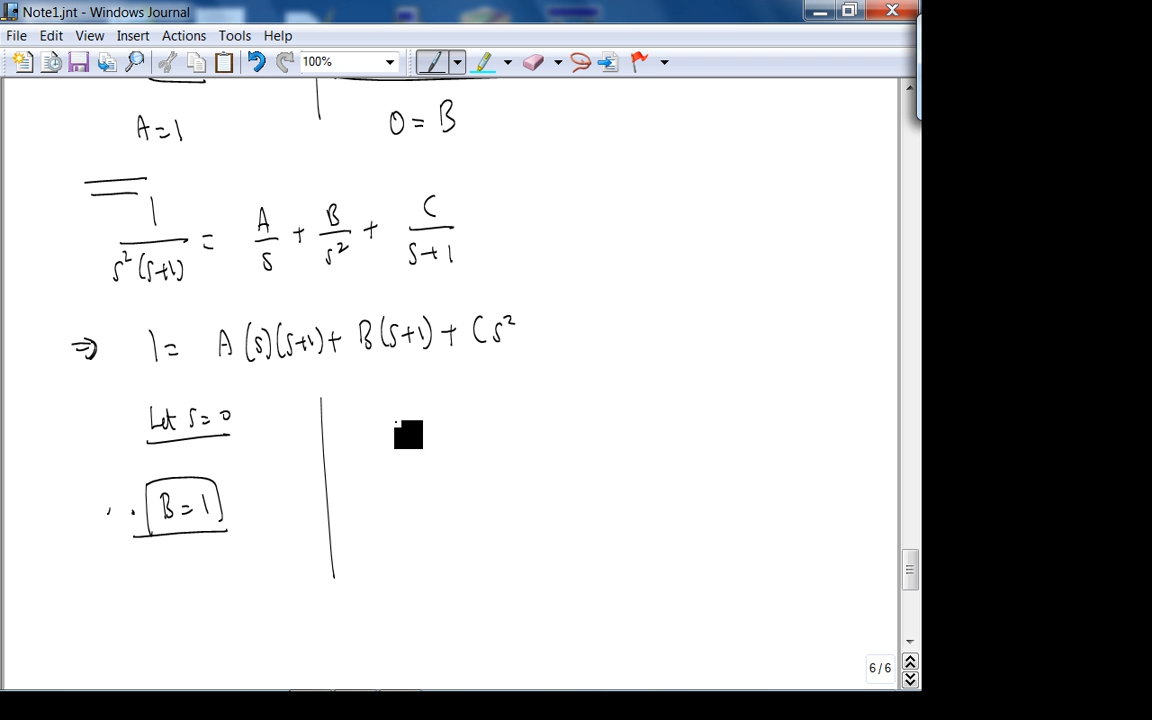 Note1.jnt - Windows Journal
File Edit View Insert Actions Tools Help
100%
A=1
0 = B
1/s²(s+1) = A/s + B/s² + C/s+1
⇒ 1 = A(s)(s+1) + B(s+1) + Cs²
Let s=0
∴ B=1
6/6